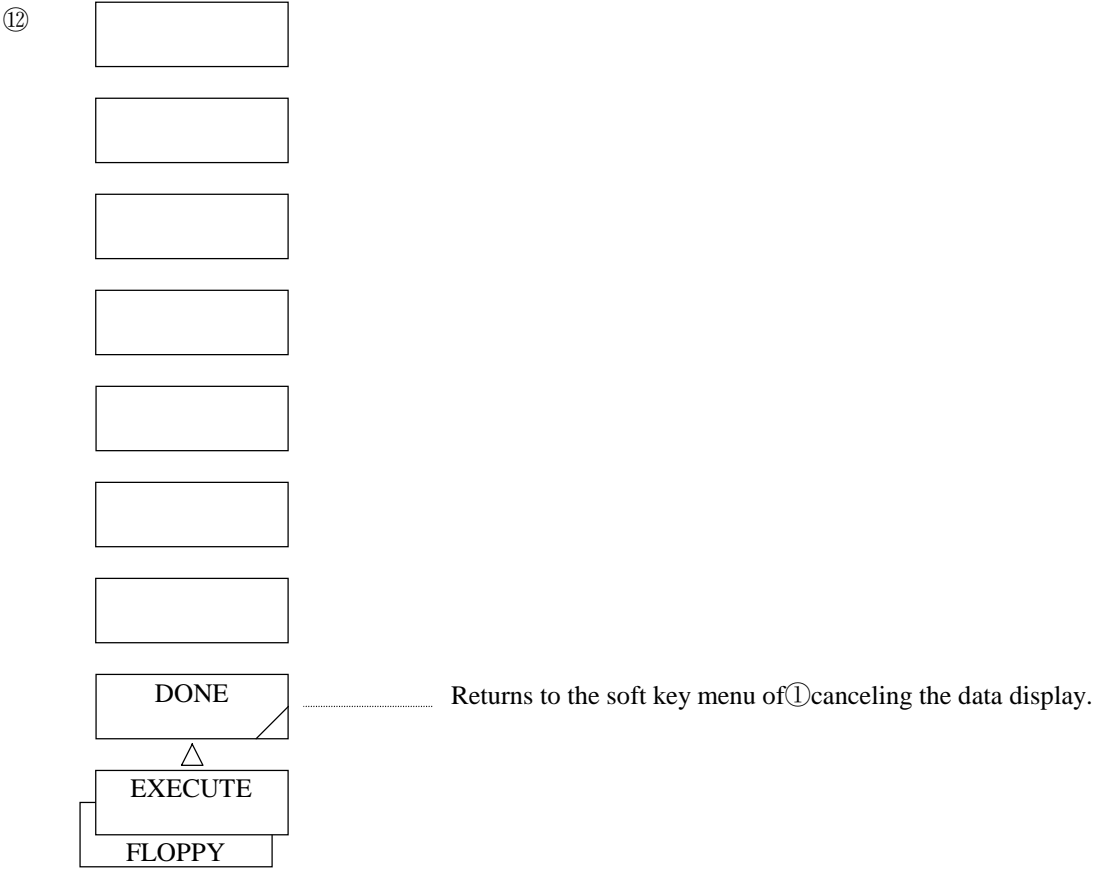 ⑫
DONE
Returns to the soft key menu of①canceling the data display.
EXECUTE
FLOPPY